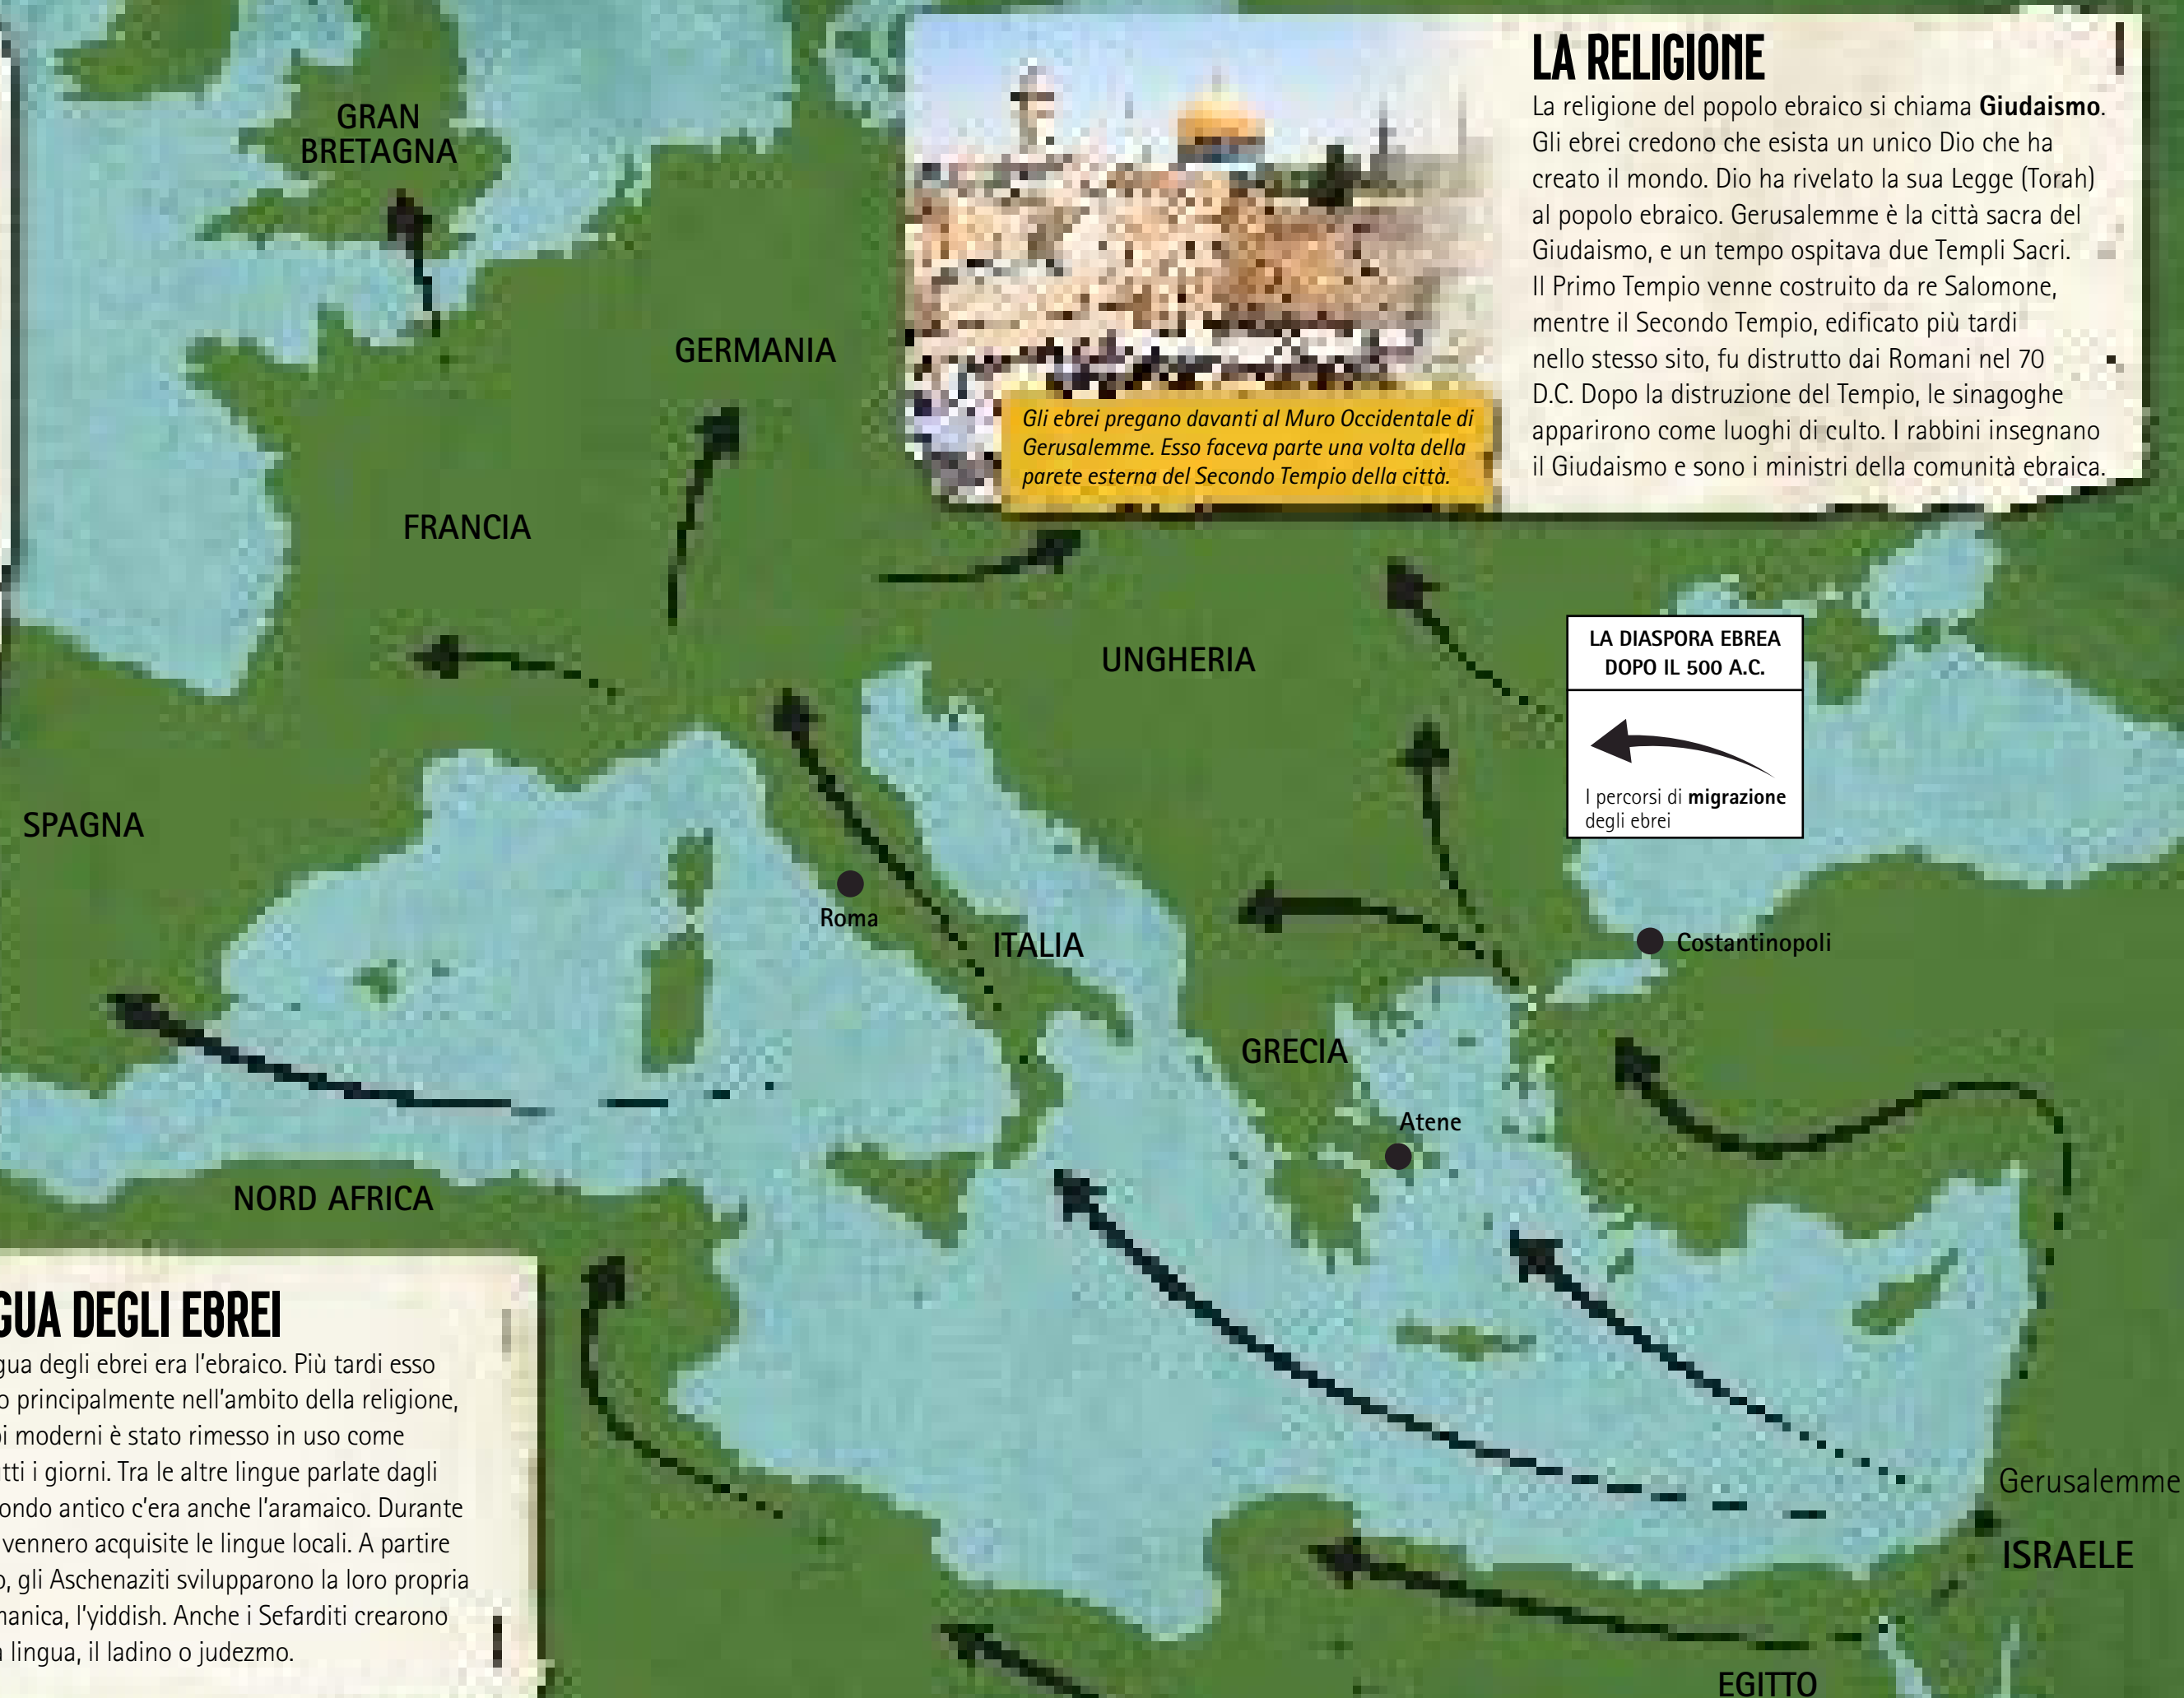 LA RELIGIONE
La religione del popolo ebraico si chiama Giudaismo.
Gli ebrei credono che esista un unico Dio che ha
creato il mondo. Dio ha rivelato la sua Legge (Torah)
al popolo ebraico. Gerusalemme è la città sacra del
Giudaismo, e un tempo ospitava due Templi Sacri.
Il Primo Tempio venne costruito da re Salomone,
mentre il Secondo Tempio, edificato più tardi
nello stesso sito, fu distrutto dai Romani nel 70
D.C. Dopo la distruzione del Tempio, le sinagoghe
apparirono come luoghi di culto. I rabbini insegnano
il Giudaismo e sono i ministri della comunità ebraica.
Gli ebrei pregano davanti al Muro Occidentale di
Gerusalemme. Esso faceva parte una volta della
parete esterna del Secondo Tempio della città.
GRAN
BRETAGNA
GERMANIA
FRANCIA
UNGHERIA
LA DIASPORA EBREA
DOPO IL 500 A.C.
I percorsi di migrazione
degli ebrei
SPAGNA
Roma
ITALIA
Costantinopoli
GRECIA
Atene
NORD AFRICA
Gerusalemme
ISRAELE
EGITTO
GUA DEGLI EBREI
gua degli ebrei era l'ebraico. Più tardi esso
o principalmente nell'ambito della religione,
pi moderni è stato rimesso in uso come
utti i giorni. Tra le altre lingue parlate dagli
ondo antico c'era anche l'aramaico. Durante
vennero acquisite le lingue locali. A partire
o, gli Aschenaziti svilupparono la loro propria
manica, l'yiddish. Anche i Sefarditi crearono
a lingua, il ladino o judezmo.